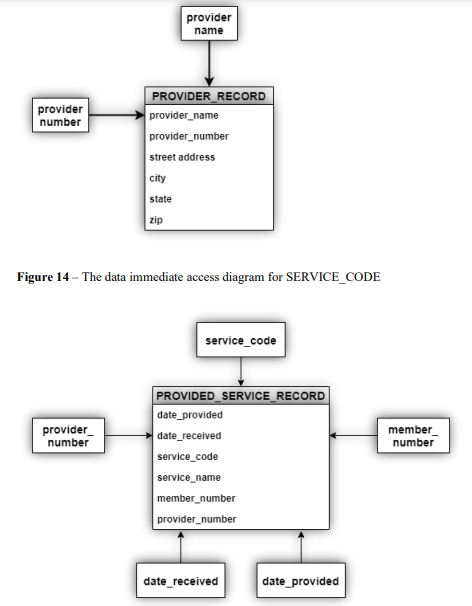 provider
name
provider
number
PROVIDER_RECORD
provider_name
provider_number
street address
city
state
zip
Figure 14 – The data immediate access diagram for SERVICE_CODE
service_code
provider_
number
PROVIDED_SERVICE_RECORD
date_provided
date_received
service_code
service_name
member_number
provider_number
member_
number
date_received
date_provided